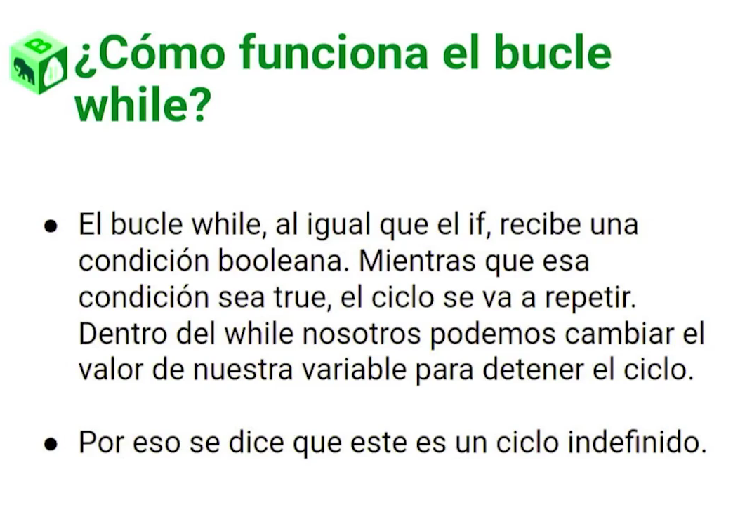 ¿Cómo funciona el bucle
while?
● El bucle while, al igual que el if, recibe una
condición booleana. Mientras que esa
condición sea true, el ciclo se va a repetir.
Dentro del while nosotros podemos cambiar el
valor de nuestra variable para detener el ciclo.
● Por eso se dice que este es un ciclo indefinido.
B